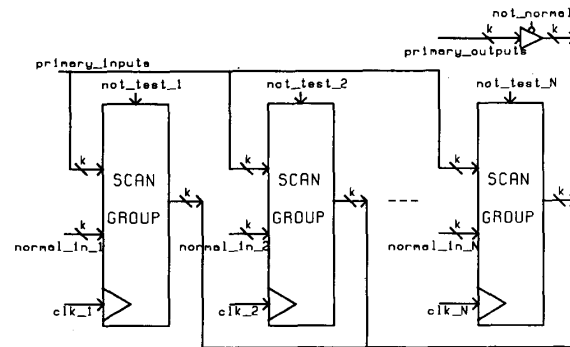 not_normal
k k
primary_outputs
primary_inputs
not_test_1 not_test_2 not_test_N
k k k
SCAN SCAN SCAN
k k k
GROUP GROUP GROUP
k k k
normal_in_1 normal_in_2 normal_in_N
clk_1 clk_2 clk_N